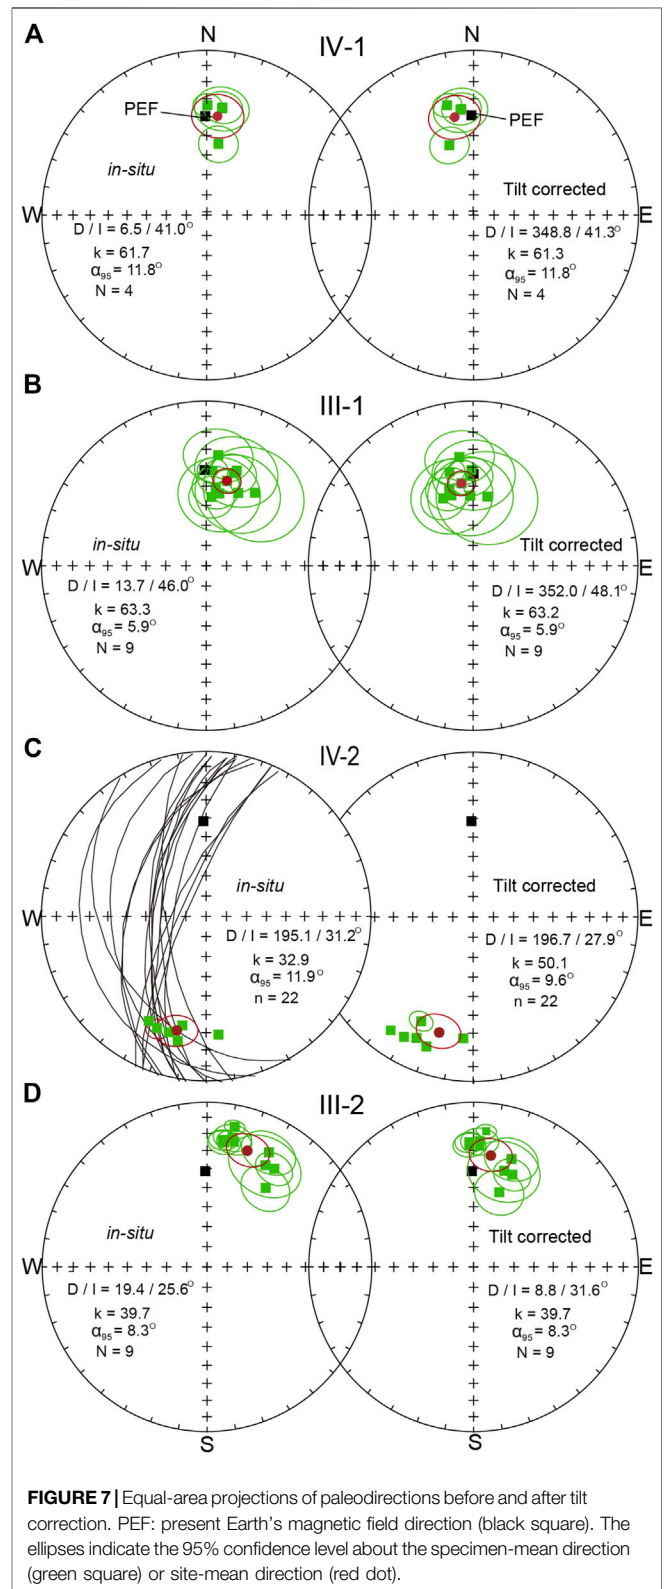 A
IV-1
N
N
PEF
PEF
in-situ
Tilt corrected
W
E
D / I = 6.5 / 41.0°
k = 61.7
α95 = 11.8°
N = 4
D / I = 348.8 / 41.3°
k = 61.3
α95 = 11.8°
N = 4
B
III-1
in-situ
Tilt corrected
W
E
D / I = 13.7 / 46.0°
k = 63.3
α95 = 5.9°
N = 9
D / I = 352.0 / 48.1°
k = 63.2
α95 = 5.9°
N = 9
C
IV-2
in-situ
Tilt corrected
W
E
D / I = 195.1 / 31.2°
k = 32.9
α95 = 11.9°
n = 22
D / I = 196.7 / 27.9°
k = 50.1
α95 = 9.6°
n = 22
D
III-2
in-situ
Tilt corrected
W
E
D / I = 19.4 / 25.6°
k = 39.7
α95 = 8.3°
N = 9
D / I = 8.8 / 31.6°
k = 39.7
α95 = 8.3°
N = 9
S
S
FIGURE 7 | Equal-area projections of paleodirections before and after tilt
correction. PEF: present Earth's magnetic field direction (black square). The
ellipses indicate the 95% confidence level about the specimen-mean direction
(green square) or site-mean direction (red dot).